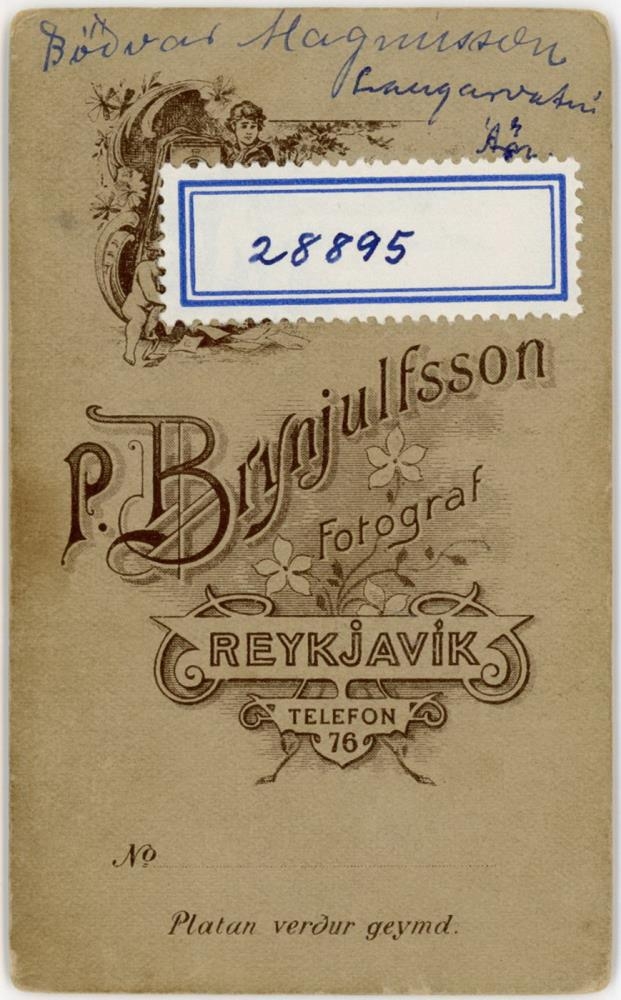 Böðvar Magnússon
Laugarvatni
28895
P. Brynjulfsson
Fotograf
REYKJAVÍK
TELEFON
76
No
Platan verður geymd.